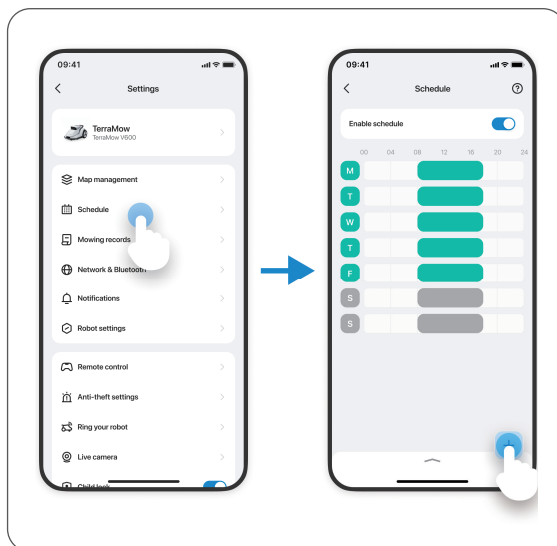 09:41
Settings
TerraMow
TerraMow V600
Map management
Schedule
Mowing records
Network & Bluetooth
Notifications
Robot settings
Remote control
Anti-theft settings
Ring your robot
Live camera
Child lock
09:41
Schedule
Enable schedule
00 04 08 12 16 20 24
M
T
W
T
F
S
S